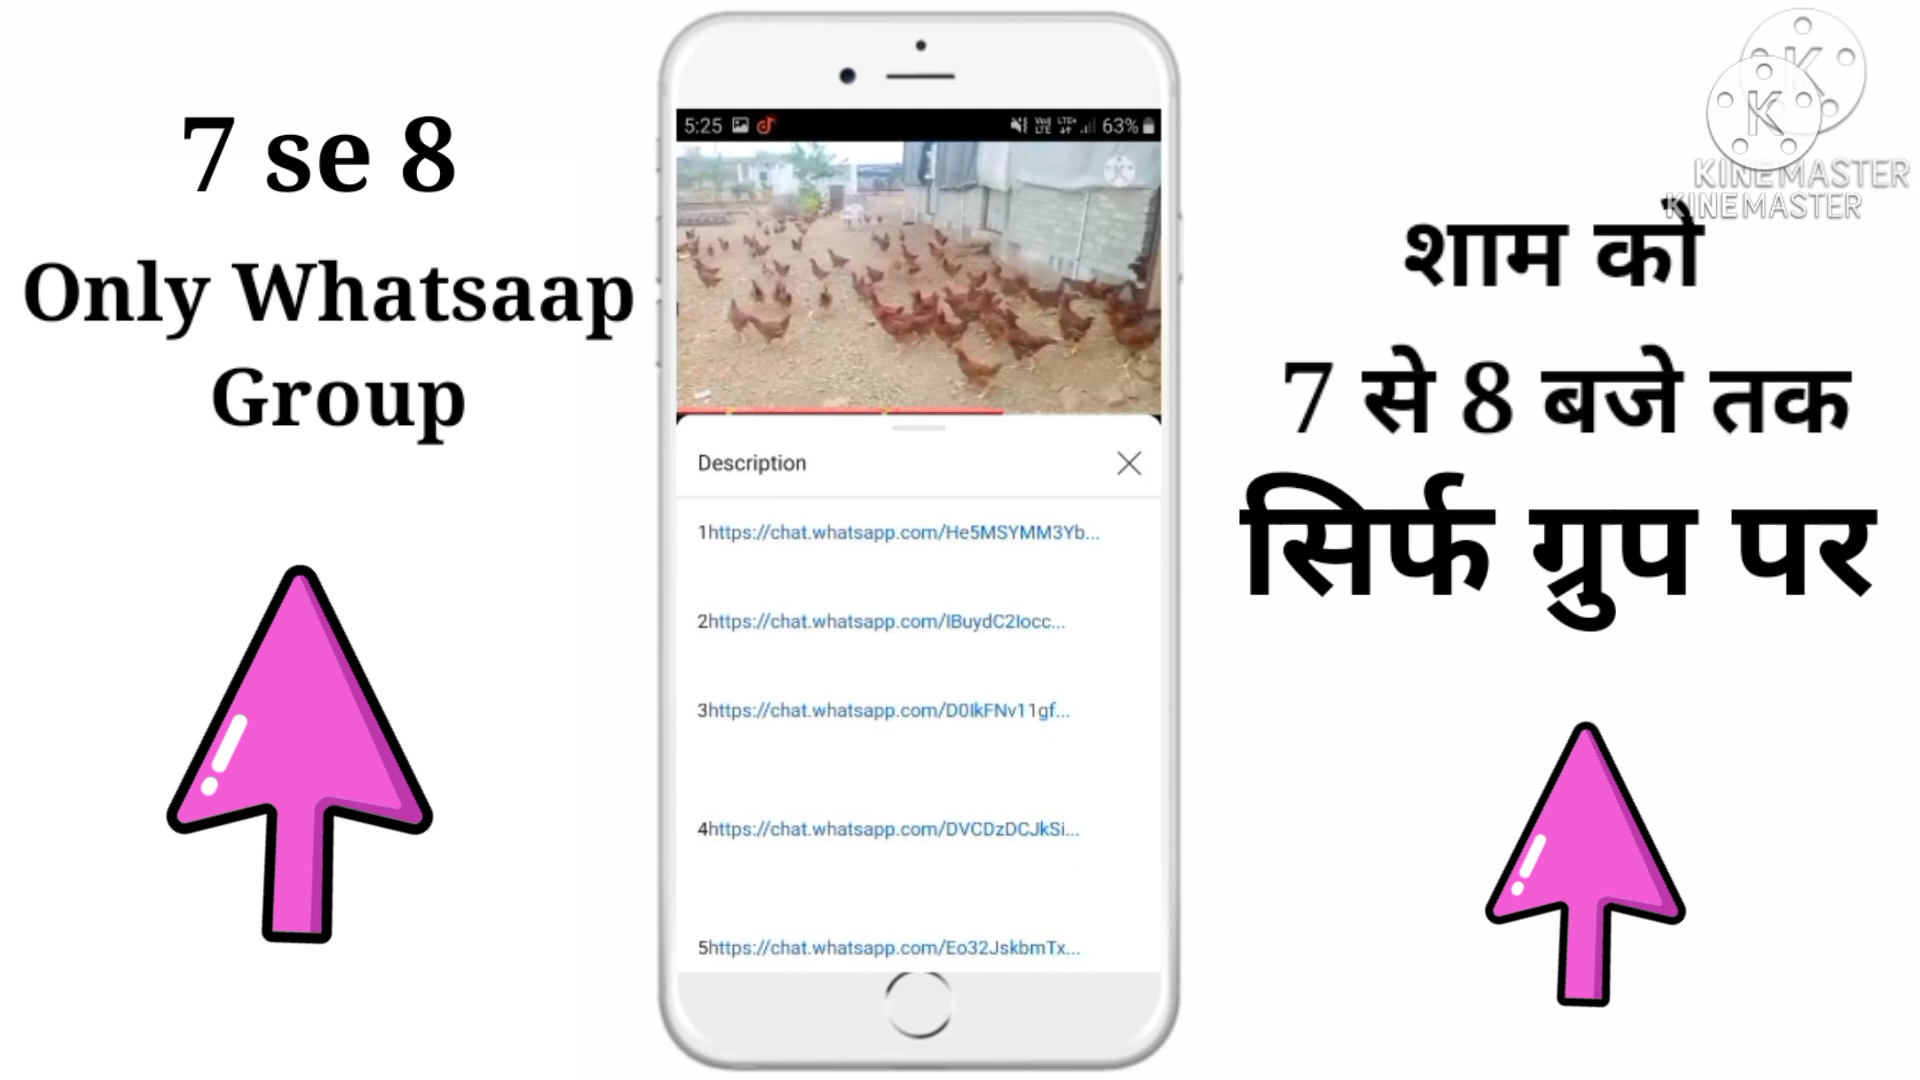 7 se 8
Only Whatsaap
Group
5:25
63%
Description
1https://chat.whatsapp.com/He5MSYMM3Yb...
2https://chat.whatsapp.com/IBuydC2Iocc...
3https://chat.whatsapp.com/D0IkFNv11gf...
4https://chat.whatsapp.com/DVCDzDCJkSi...
5https://chat.whatsapp.com/Eo32JskbmTx...
KINEMASTER
KINEMASTER
शाम को
7 से 8 बजे तक
सिर्फ ग्रुप पर